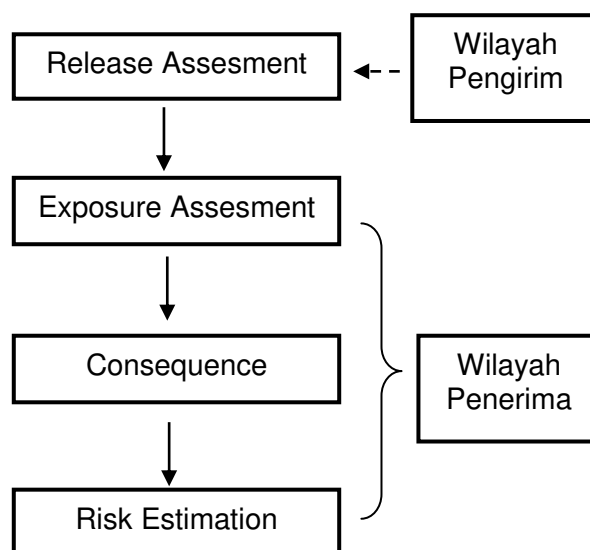 Release Assesment
Wilayah
Pengirim
Exposure Assesment
Consequence
Wilayah
Penerima
Risk Estimation